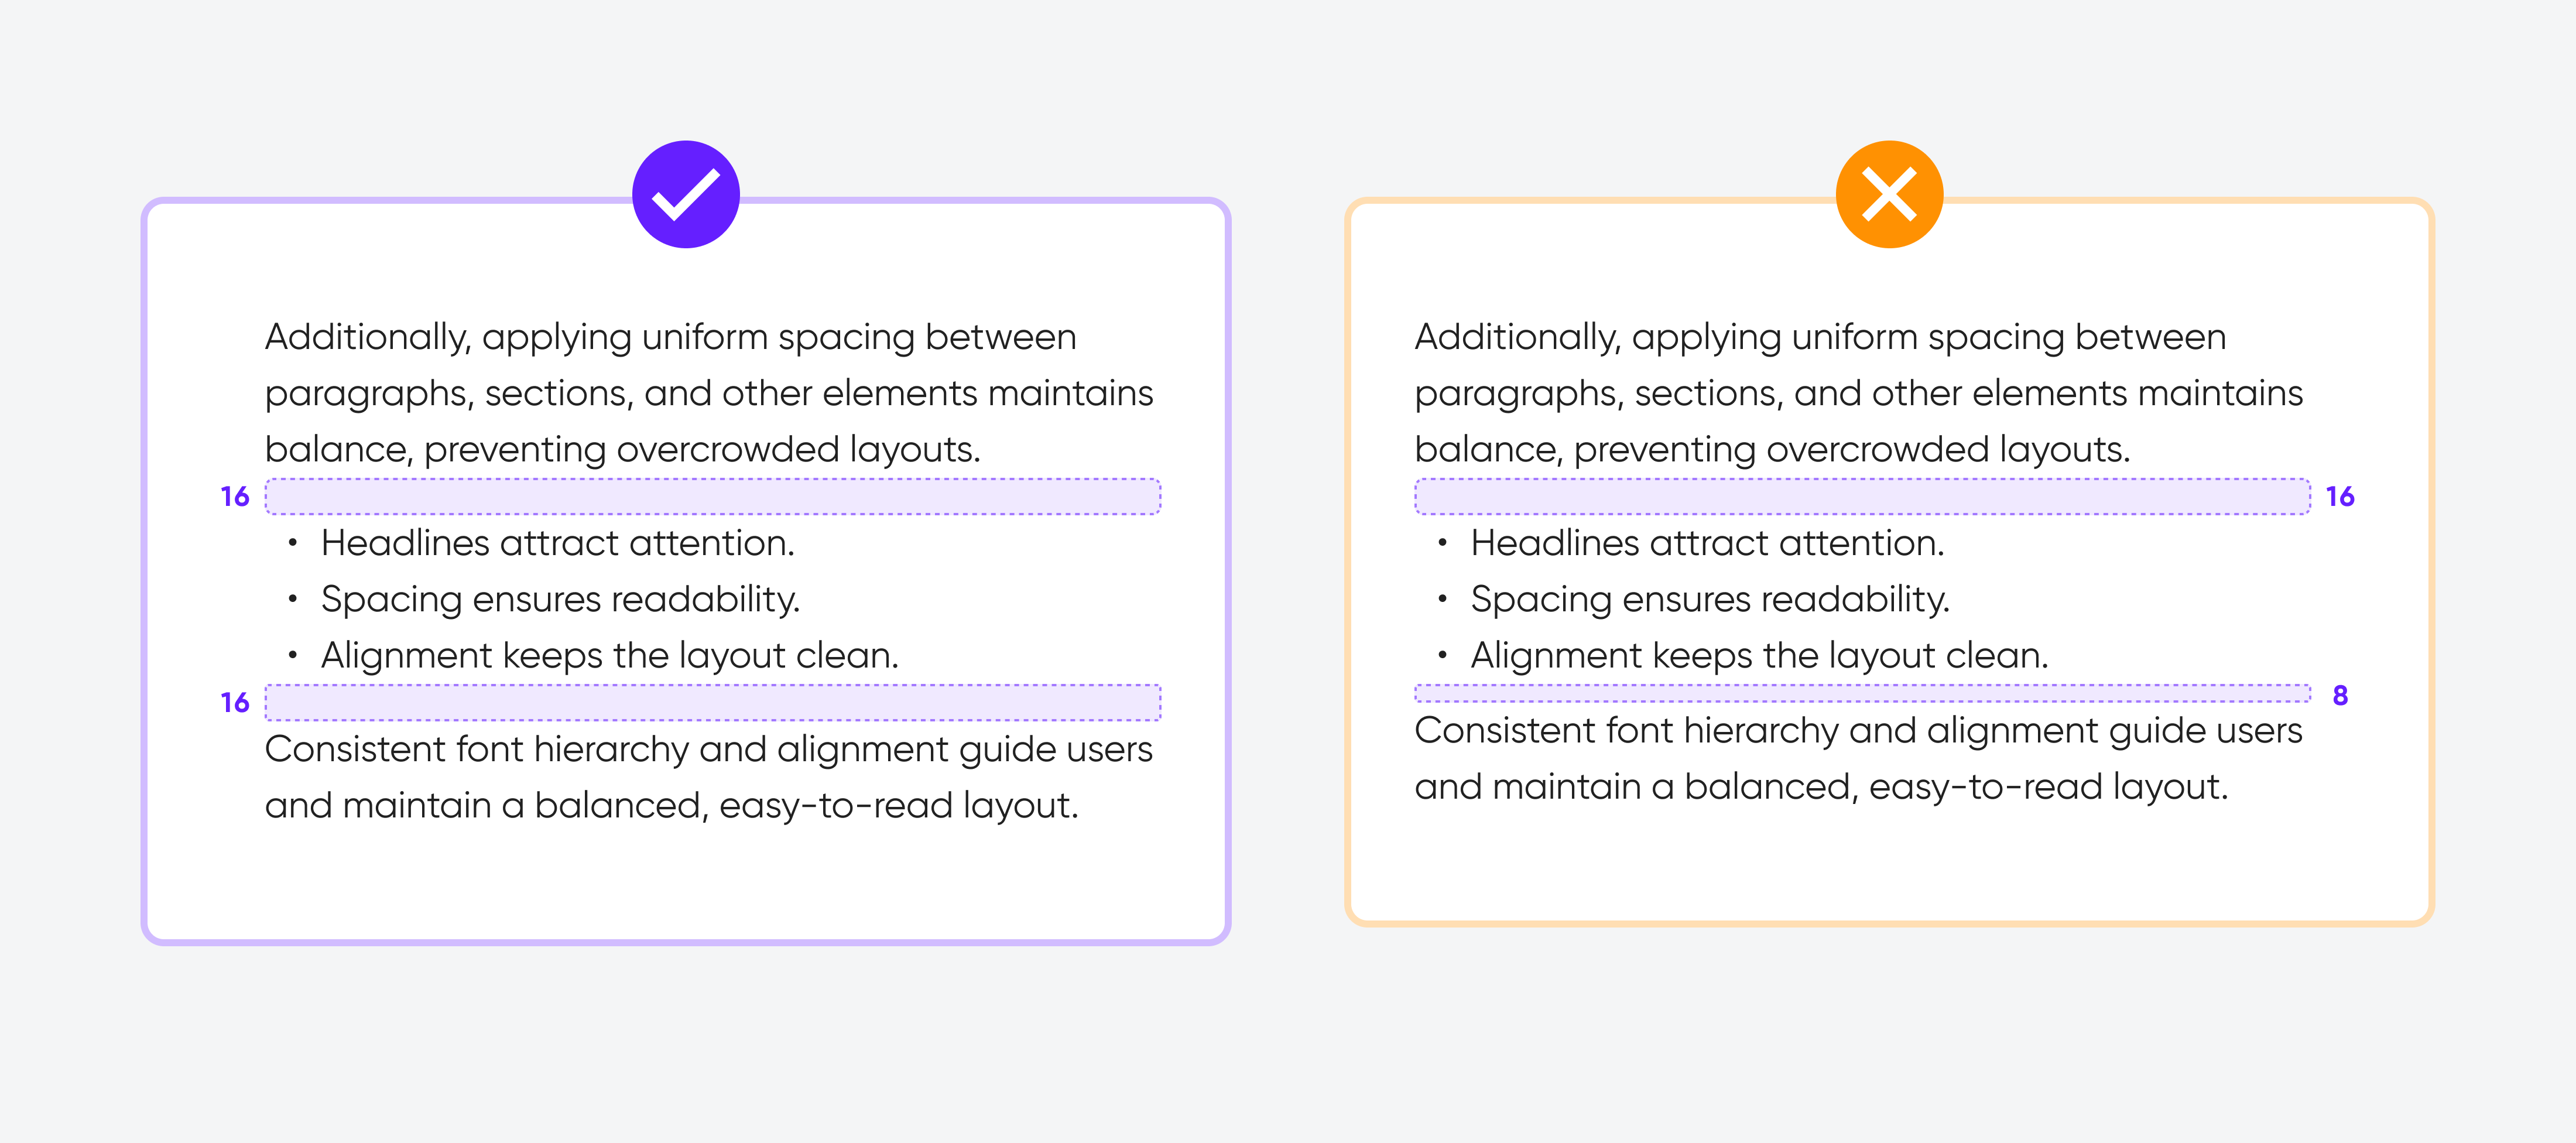 Additionally, applying uniform spacing between
paragraphs, sections, and other elements maintains
balance, preventing overcrowded layouts.
16
• Headlines attract attention.
• Spacing ensures readability.
• Alignment keeps the layout clean.
16
Consistent font hierarchy and alignment guide users
and maintain a balanced, easy-to-read layout.
Additionally, applying uniform spacing between
paragraphs, sections, and other elements maintains
balance, preventing overcrowded layouts.
16
• Headlines attract attention.
• Spacing ensures readability.
• Alignment keeps the layout clean.
8
Consistent font hierarchy and alignment guide users
and maintain a balanced, easy-to-read layout.